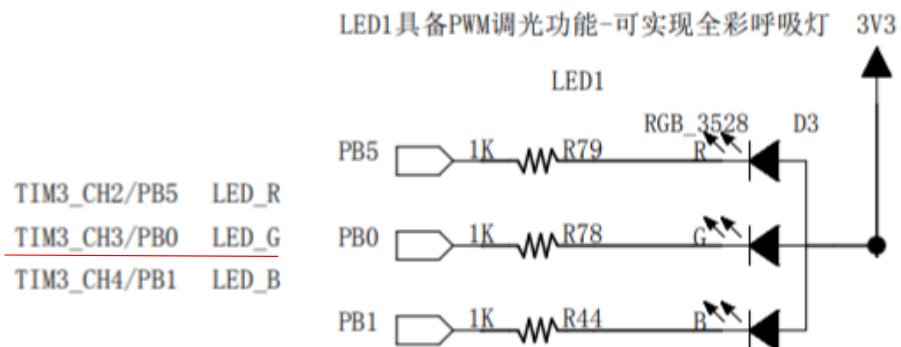 LED1具备PWM调光功能-可实现全彩呼吸灯 3V3
LED1
RGB_3528 D3
PB5 1K R79 R
TIM3_CH2/PB5 LED_R
TIM3_CH3/PB0 LED_G
PB0 1K R78 G
TIM3_CH4/PB1 LED_B
PB1 1K R44 B